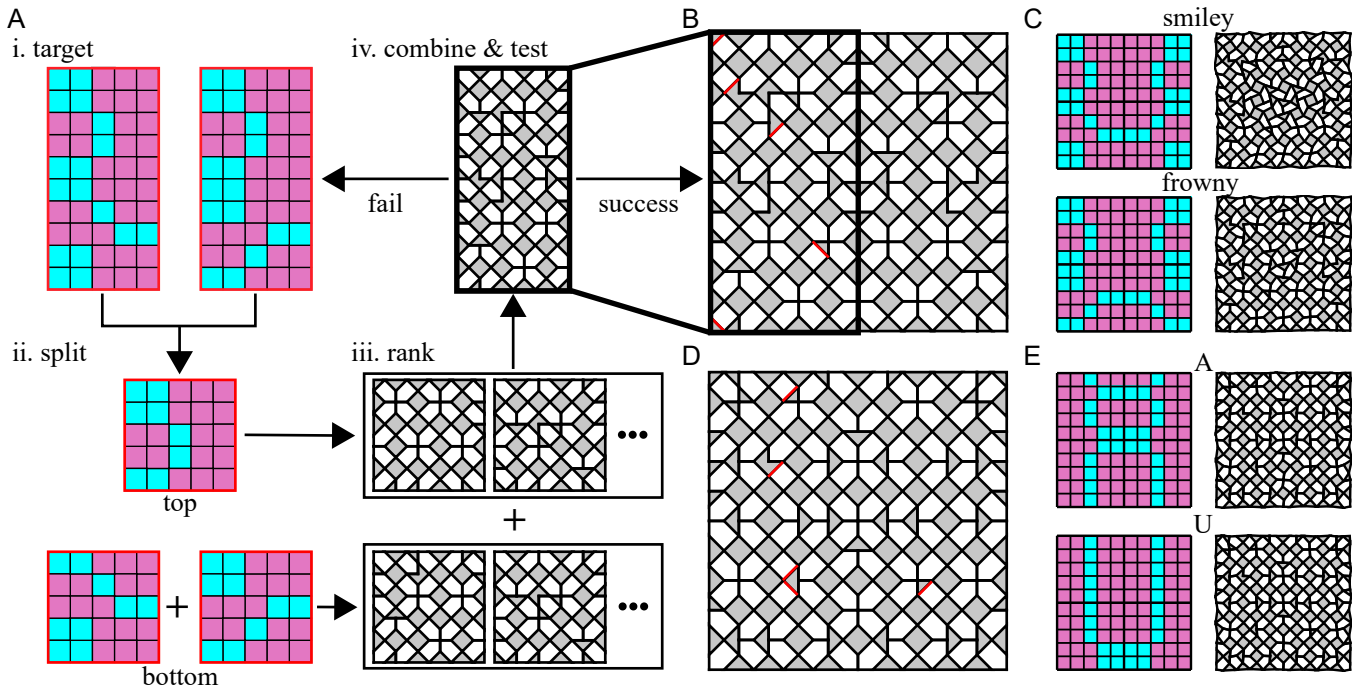 A
i. target
iv. combine & test
fail
success
ii. split
top
iii. rank
•••
+
+
bottom
•••
B
C
smiley
frowny
D
E
A
U